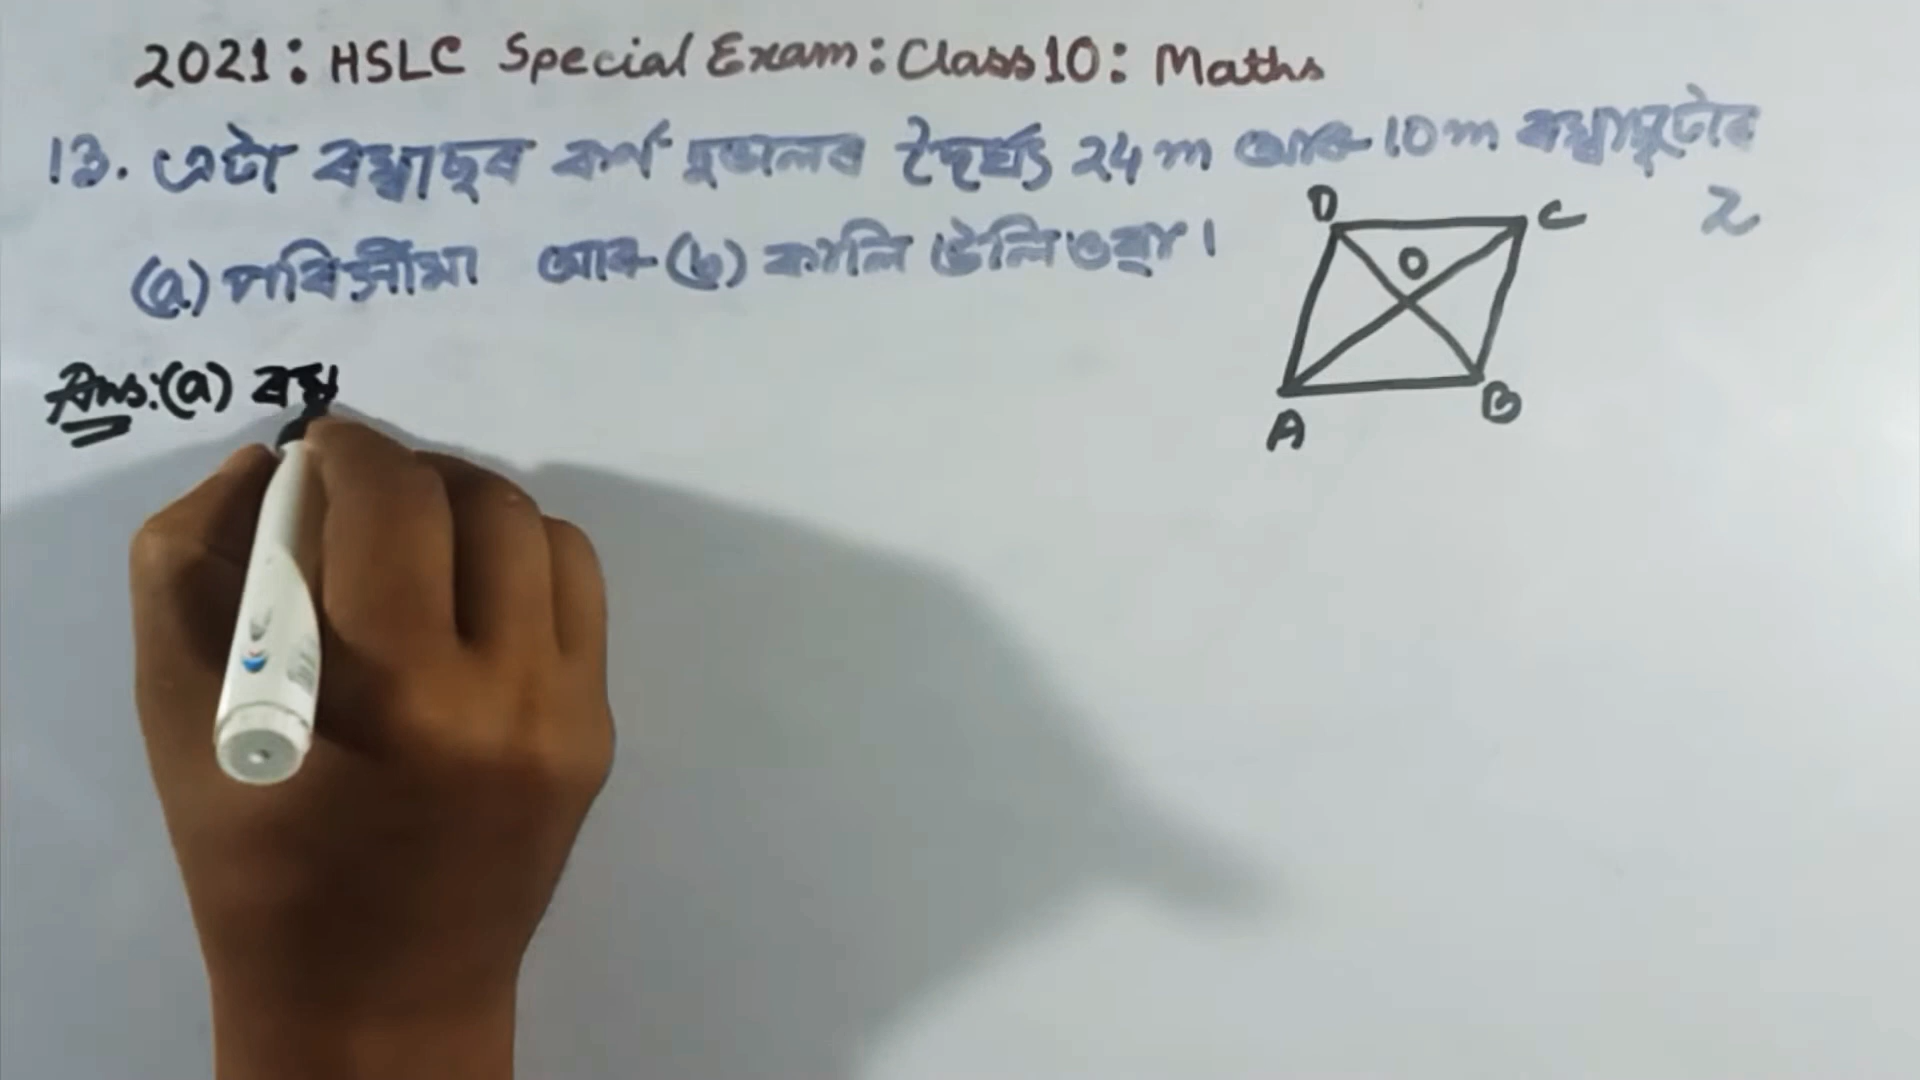 2021: HSLC Special Exam: Class 10: Maths
13. এটা ৰম্বাছৰ কৰ্ণ দুডালৰ দৈৰ্ঘ্য 24 m আৰু 10 m ৰম্বাছটোৰ
2
(a) পৰিসীমা আৰু (b) কালি উলিওৱা।
D C
O
A B
Ans: (a) ৰম্ব